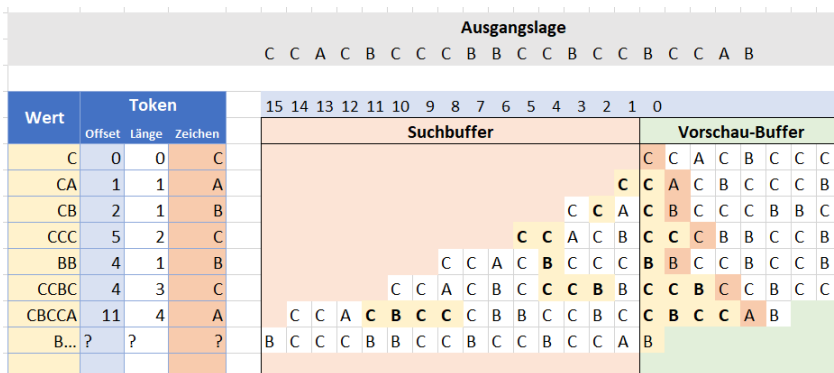 Ausgangslage
C C A C B C C C B B C C B C C B C C A B
Wert Token 15 14 13 12 11 10 9 8 7 6 5 4 3 2 1 0
Offset Länge Zeichen Suchbuffer Vorschau-Buffer
C 0 0 C C C A C B C C C
CA 1 1 A C C A C B C C C B
CB 2 1 B C C A C B C C C B B C
CCC 5 2 C C C A C B C C C B B C C B
BB 4 1 B C C A C B C C C B B C C B C C B
CCBC 4 3 C C C A C B C C C B B C C B C C B C C
CBCCA 11 4 A C C A C B C C C B B C C B C C B C C A B
B... ? ? ? B C C C B B C C B C C B C C A B